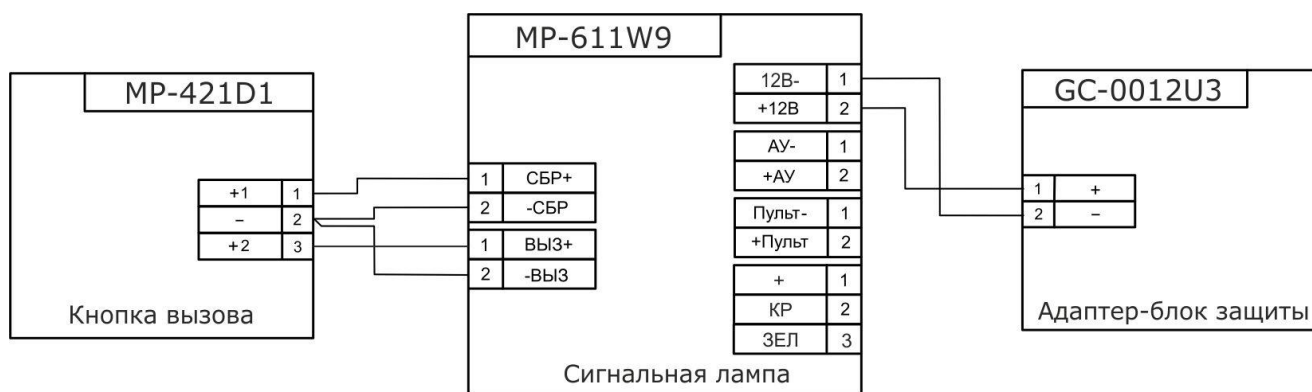 MP-421D1
+1 1
– 2
+2 3
Кнопка вызова
MP-611W9
1 СБР+
2 -СБР
1 ВЫЗ+
2 -ВЫЗ
12В- 1
+12В 2
АУ- 1
+АУ 2
Пульт- 1
+Пульт 2
+ 1
КР 2
ЗЕЛ 3
Сигнальная лампа
GC-0012U3
1 +
2 –
Адаптер-блок защиты